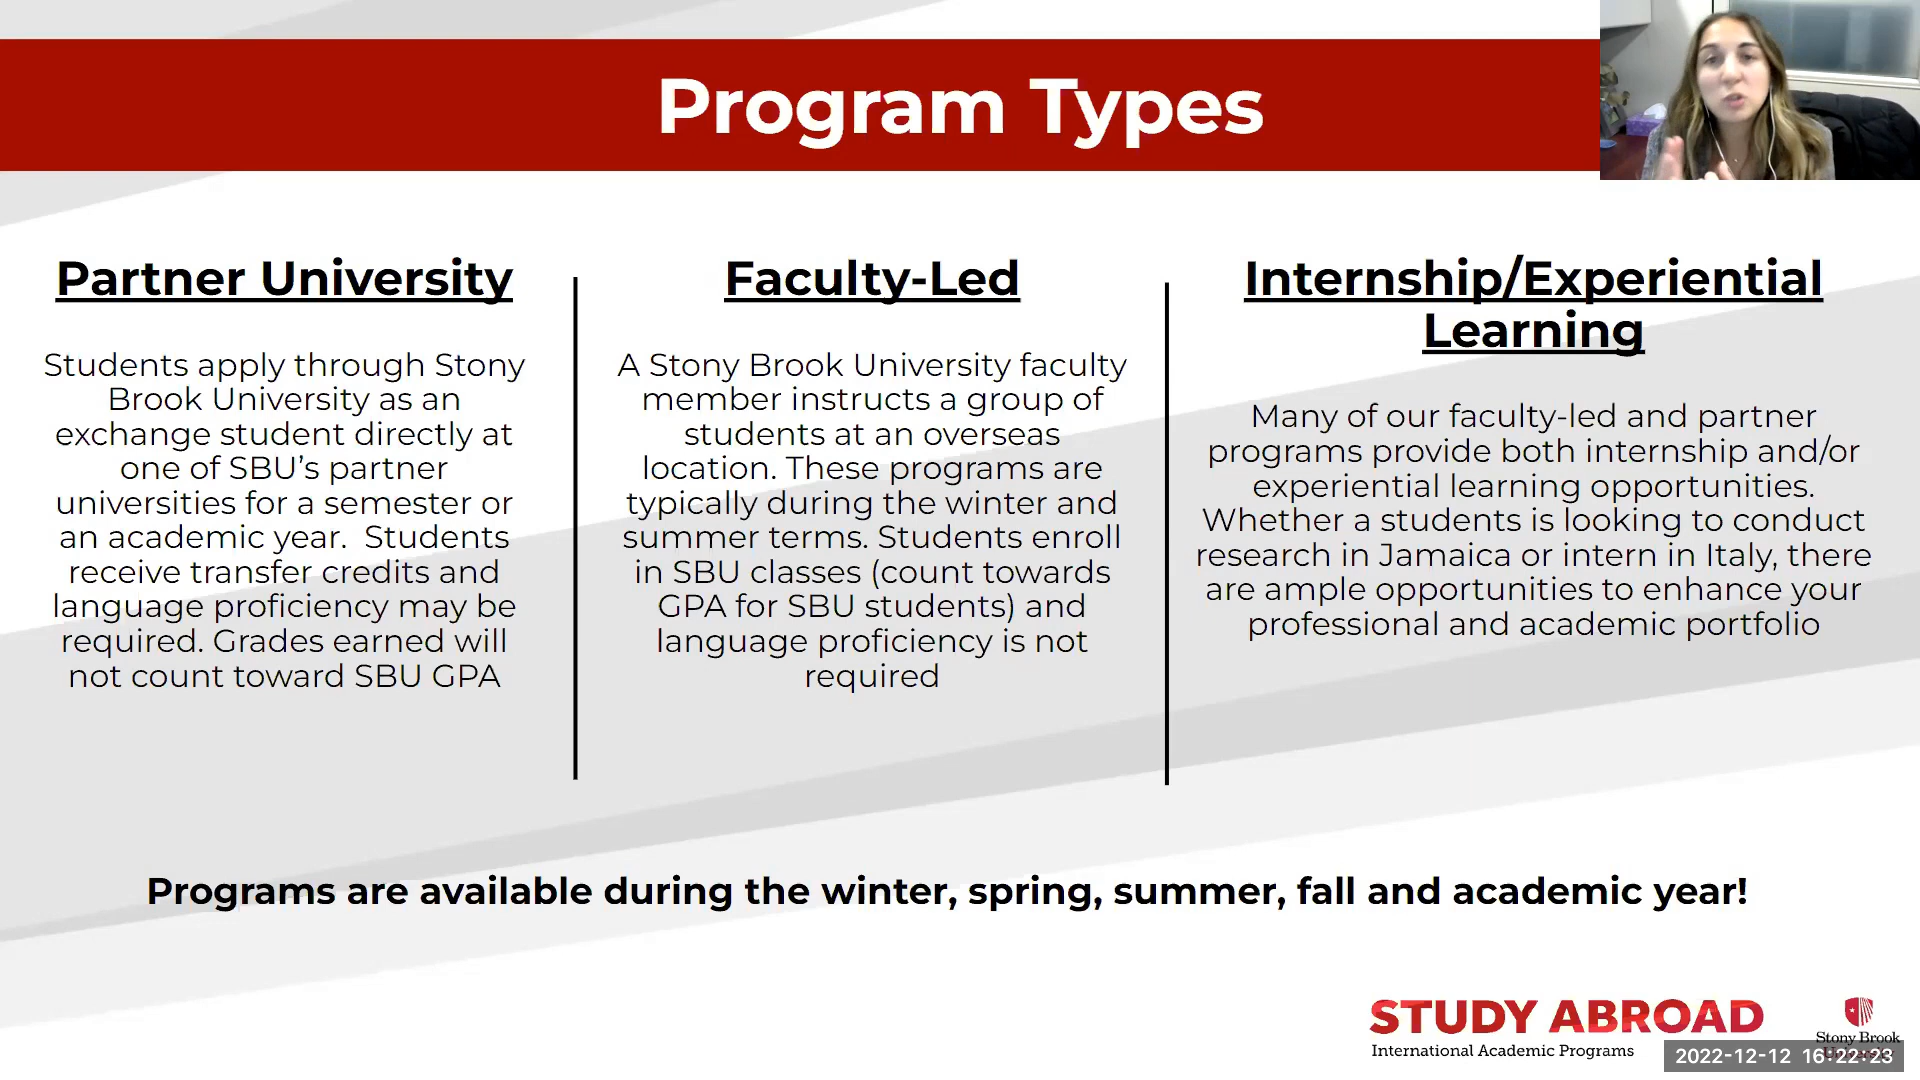 Program Types
Partner University
Students apply through Stony
Brook University as an
exchange student directly at
one of SBU’s partner
universities for a semester or
an academic year.  Students
receive transfer credits and
language proficiency may be
required. Grades earned will
not count toward SBU GPA
Faculty-Led
A Stony Brook University faculty
member instructs a group of
students at an overseas
location. These programs are
typically during the winter and
summer terms. Students enroll
in SBU classes (count towards
GPA for SBU students) and
language proficiency is not
required
Internship/Experiential
Learning
Many of our faculty-led and partner
programs provide both internship and/or
experiential learning opportunities.
Whether a students is looking to conduct
research in Jamaica or intern in Italy, there
are ample opportunities to enhance your
professional and academic portfolio
Programs are available during the winter, spring, summer, fall and academic year!
STUDY ABROAD
International Academic Programs
Stony Brook
University
2022-12-12 16:22:23